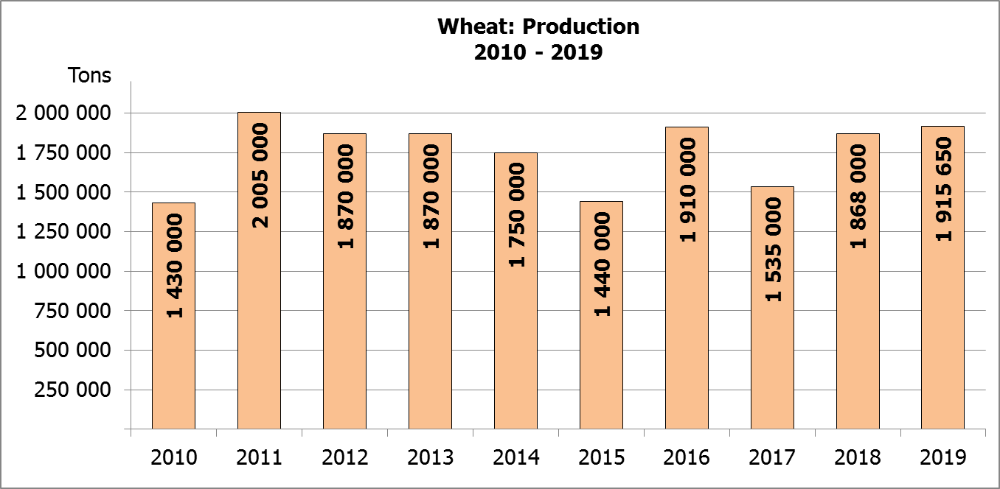 Wheat: Production
2010 - 2019
Tons
2 000 000
1 750 000
1 500 000
1 250 000
1 000 000
750 000
500 000
250 000
1 430 000
2 005 000
1 870 000
1 870 000
1 750 000
1 440 000
1 910 000
1 535 000
1 868 000
1 915 650
2010 2011 2012 2013 2014 2015 2016 2017 2018 2019